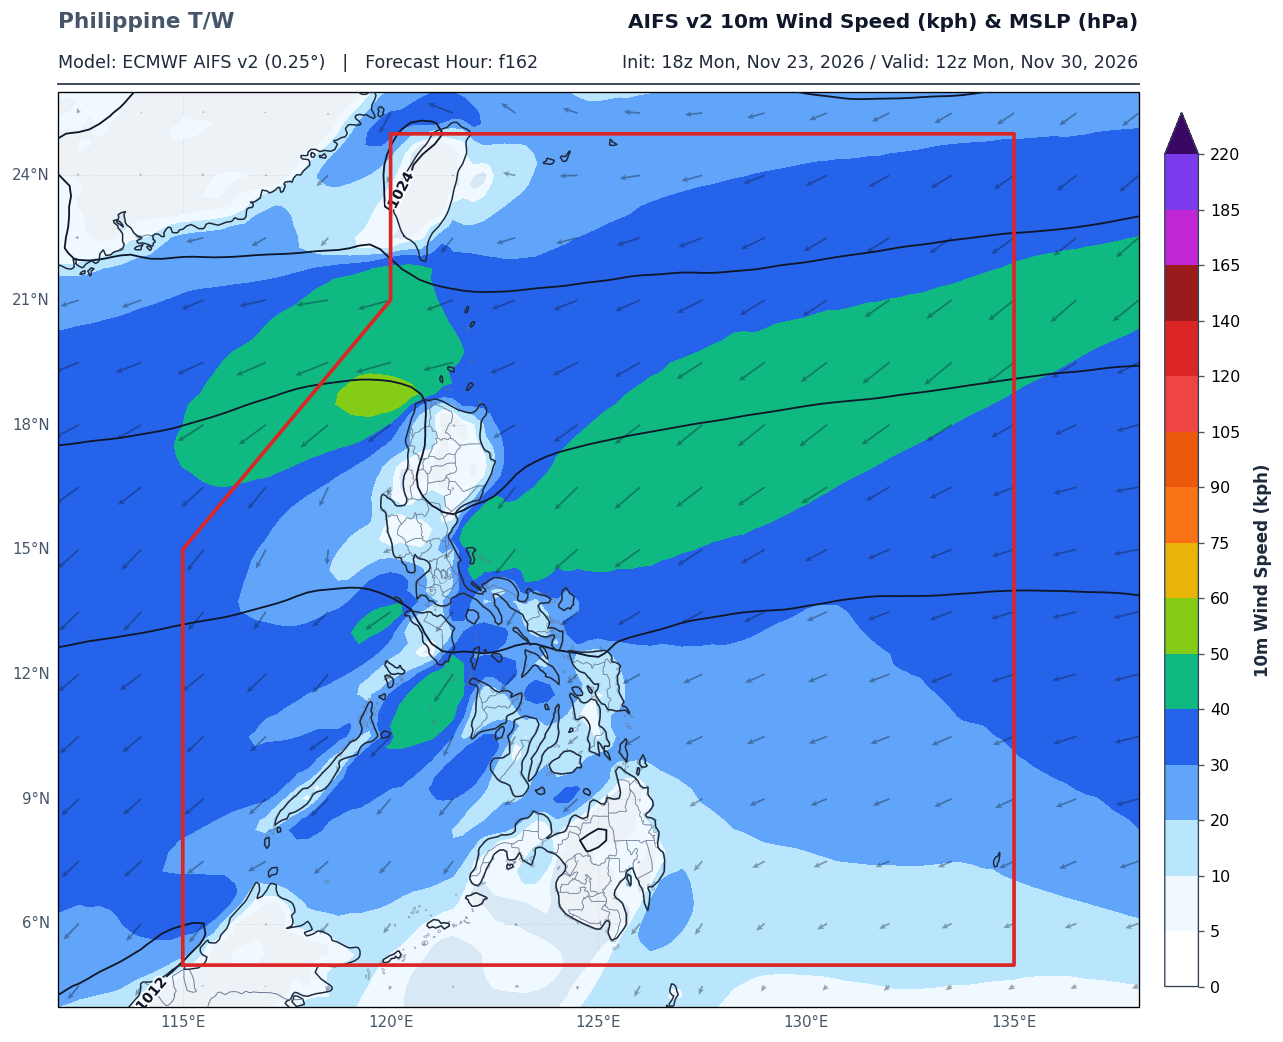 Philippine T/W
AIFS v2 10m Wind Speed (kph) & MSLP (hPa)
Model: ECMWF AIFS v2 (0.25°) | Forecast Hour: f162
Init: 18z Mon, Nov 23, 2026 / Valid: 12z Mon, Nov 30, 2026
24°N
21°N
18°N
15°N
12°N
9°N
6°N
1024
1012
115°E
120°E
125°E
130°E
135°E
220
185
165
140
120
105
90
75
60
50
40
30
20
10
5
0
10m Wind Speed (kph)